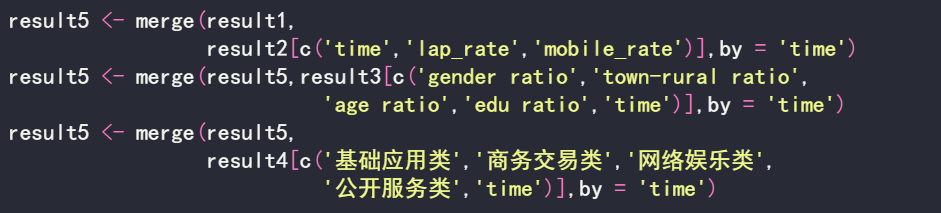 result5 <- merge(result1,
result2[c('time','lap_rate','mobile_rate')],by = 'time')
result5 <- merge(result5,result3[c('gender ratio','town-rural ratio',
'age ratio','edu ratio','time')],by = 'time')
result5 <- merge(result5,
result4[c('基础应用类','商务交易类','网络娱乐类',
'公开服务类','time')],by = 'time')